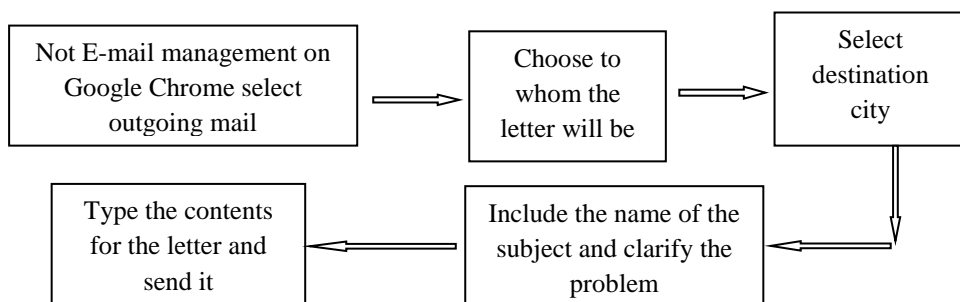 Not E-mail management on
Google Chrome select
outgoing mail
Choose to
whom the
letter will be
Select
destination
city
Include the name of the
subject and clarify the
problem
Type the contents
for the letter and
send it